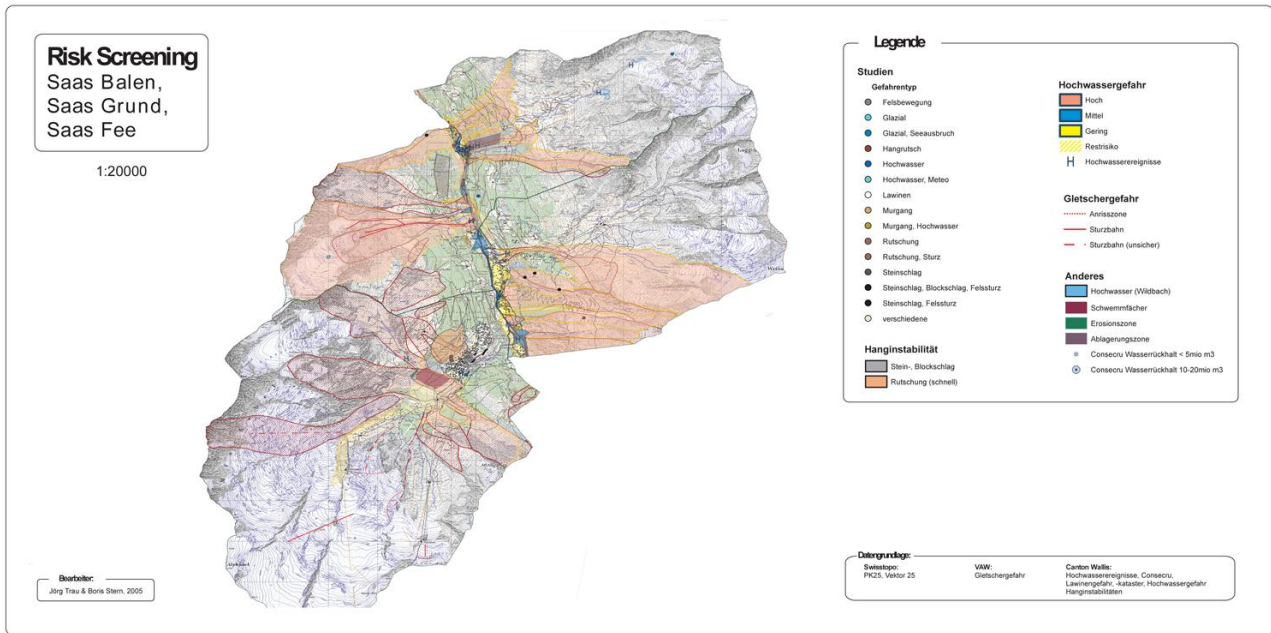 Risk Screening
Saas Balen,
Saas Grund,
Saas Fee
1:20000
Legende
Studien
Gefahrentyp
Felsbewegung
Glazial
Glazial, Seeausbruch
Hangrutsch
Hochwasser
Hochwasser, Meteo
Lawinen
Murgang
Murgang, Hochwasser
Rutschung
Rutschung, Sturz
Steinschlag
Steinschlag, Blockschlag, Felssturz
Steinschlag, Felssturz
verschiedene
Hanginstabilität
Stein-, Blockschlag
Rutschung (schnell)
Hochwassergefahr
Hoch
Mittel
Gering
Restrisiko
H Hochwasserereignisse
Gletschergefahr
Anrisszone
Sturzbahn
Sturzbahn (unsicher)
Anderes
Hochwasser (Wildbach)
Schwemmfächer
Erosionszone
Ablagerungszone
Consecru Wasserrückhalt < 5mio m3
Consecru Wasserrückhalt 10-20mio m3
Bearbeiter:
Jörg Trau & Boris Stern, 2005
Datengrundlage:
Swisstopo:
PK25, Vektor 25
VAW:
Gletschergefahr
Canton Wallis:
Hochwasserereignisse, Consecru,
Lawinengefahr, -kataster, Hochwassergefahr
Hanginstabilitäten